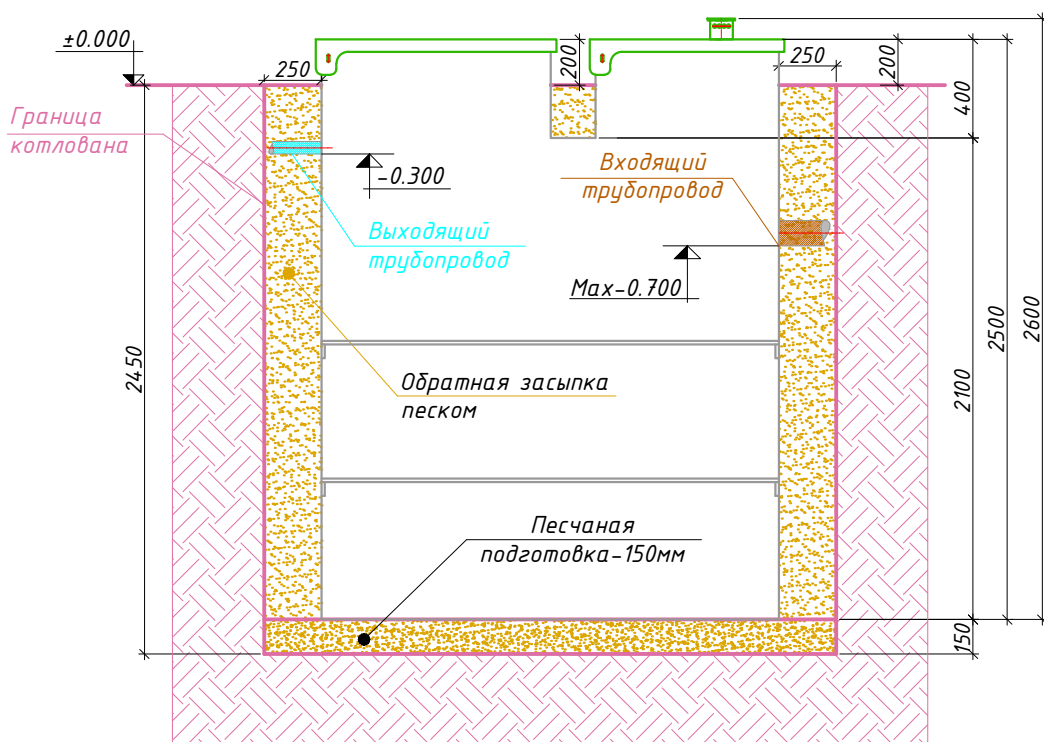 ±0.000
250
200
250
200
400
Граница
котлована
-0.300
Входящий
трубопровод
Выходящий
трубопровод
Max-0.700
2450
Обратная засыпка
песком
2100
2500
2600
Песчаная
подготовка-150мм
150